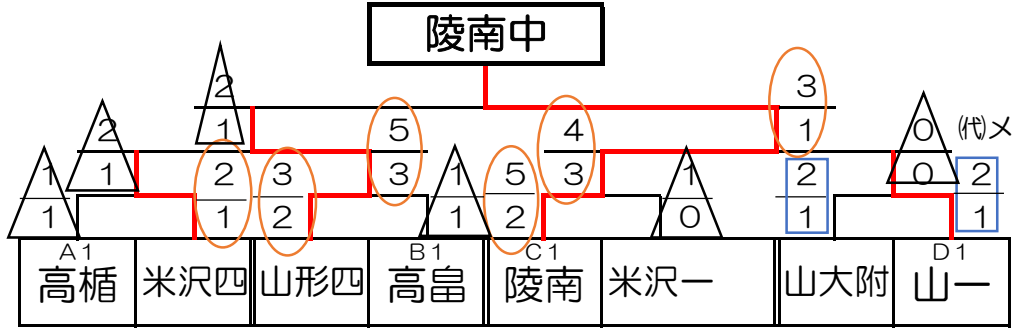 陵南中
2 3
2 1 5 4 1 0 (代)メ
1 1 2 3 3 1 5 3 1 2 0 2
1 1 2 1 2 0 1 1
A1 B1 C1 D1
高楯 米沢四 山形四 高畠 陵南 米沢一 山大附 山一